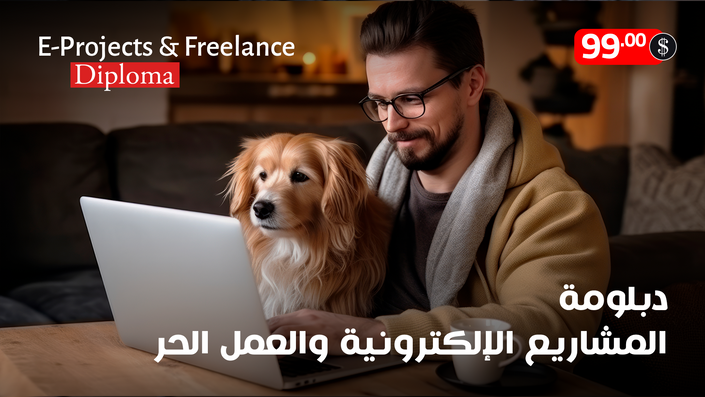 E-Projects & Freelance
Diploma
99.00 $
دبلومة
المشاريع الإلكترونية والعمل الحر